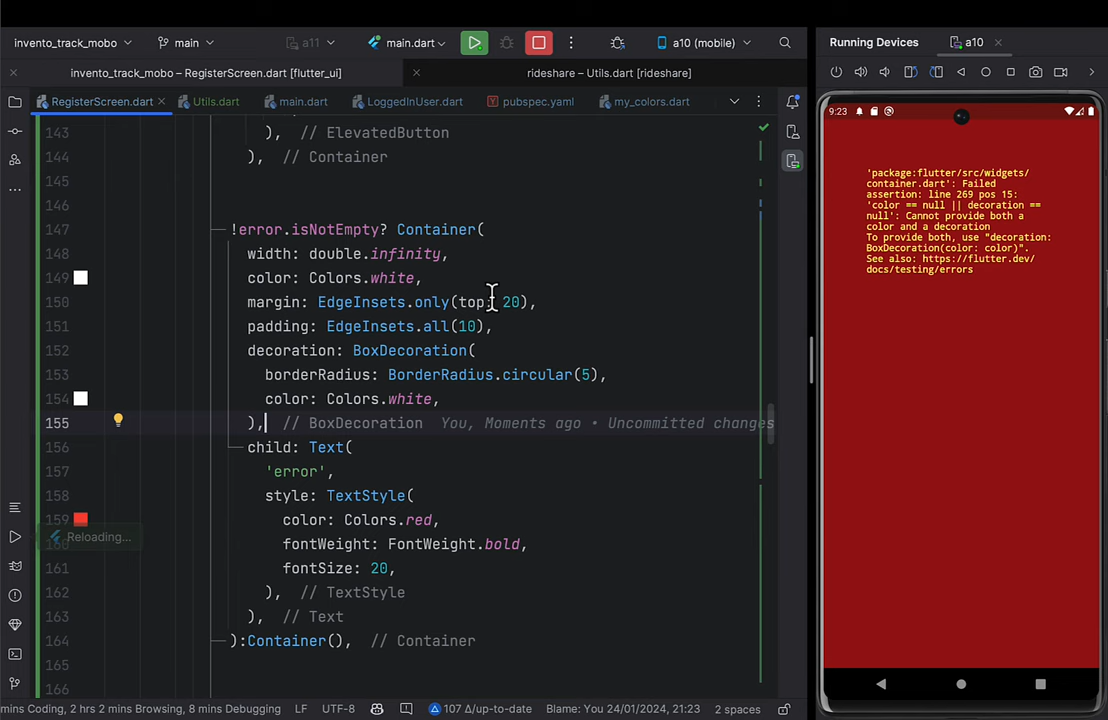 invento_track_mobo
main
a11
main.dart
a10 (mobile)
Running Devices
a10
invento_track_mobo – RegisterScreen.dart [flutter_ui]
rideshare – Utils.dart [rideshare]
RegisterScreen.dart
Utils.dart
main.dart
LoggedInUser.dart
pubspec.yaml
my_colors.dart
143 ), // ElevatedButton
144 ), // Container
145
146
147 !error.isNotEmpty? Container(
148 width: double.infinity,
149 color: Colors.white,
150 margin: EdgeInsets.only(top: 20),
151 padding: EdgeInsets.all(10),
152 decoration: BoxDecoration(
153 borderRadius: BorderRadius.circular(5),
154 color: Colors.white,
155 ), // BoxDecoration You, Moments ago • Uncommitted changes
156 child: Text(
157 'error',
158 style: TextStyle(
159 color: Colors.red,
Reloading...
160 fontWeight: FontWeight.bold,
161 fontSize: 20,
162 ), // TextStyle
163 ), // Text
164 ):Container(), // Container
165
166
mins Coding, 2 hrs 2 mins Browsing, 8 mins Debugging
LF
UTF-8
107 Δ/up-to-date
Blame: You 24/01/2024, 21:23
2 spaces
9:23
'package:flutter/src/widgets/
container.dart': Failed
assertion: line 269 pos 15:
'color == null || decoration ==
null': Cannot provide both a
color and a decoration
To provide both, use "decoration:
BoxDecoration(color: color)".
See also: https://flutter.dev/
docs/testing/errors